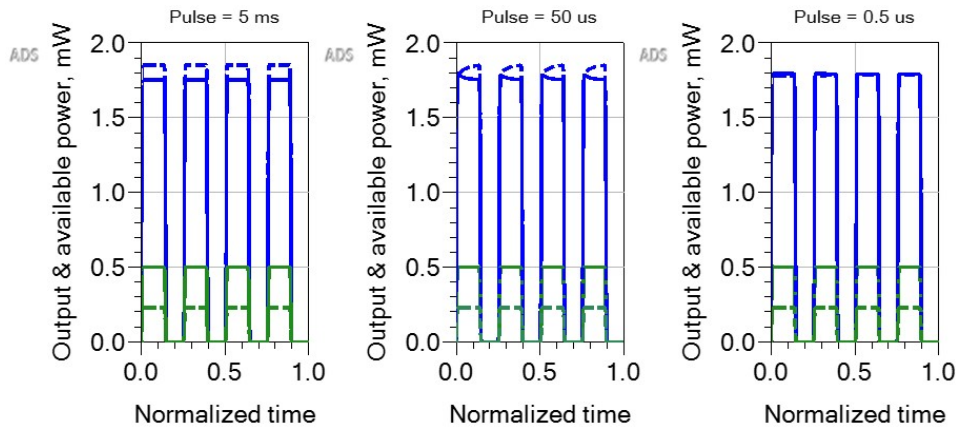 Pulse = 5 ms
ADS
Output & available power, mW
2.0
1.5
1.0
0.5
0.0
0.0 0.5 1.0
Normalized time
Pulse = 50 us
ADS
Output & available power, mW
2.0
1.5
1.0
0.5
0.0
0.0 0.5 1.0
Normalized time
Pulse = 0.5 us
ADS
Output & available power, mW
2.0
1.5
1.0
0.5
0.0
0.0 0.5 1.0
Normalized time